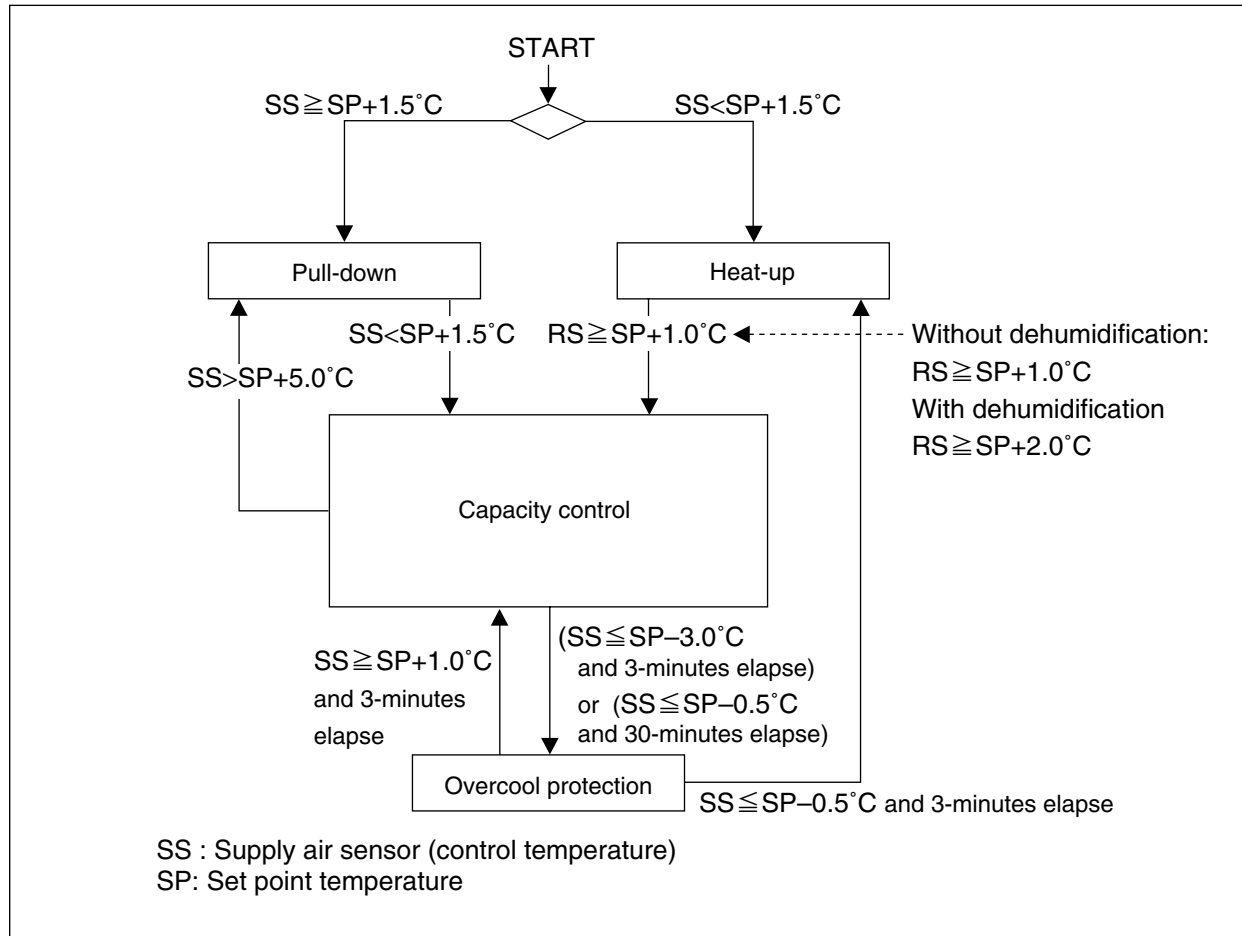 START
SS≧SP+1.5˚C
SS<SP+1.5˚C
Pull-down
Heat-up
SS<SP+1.5˚C
RS≧SP+1.0˚C
Without dehumidification:
RS≧SP+1.0˚C
With dehumidification
RS≧SP+2.0˚C
SS>SP+5.0˚C
Capacity control
SS≧SP+1.0˚C
and 3-minutes
elapse
(SS≦SP–3.0˚C
and 3-minutes elapse)
or (SS≦SP–0.5˚C
and 30-minutes elapse)
Overcool protection
SS≦SP–0.5˚C and 3-minutes elapse
SS : Supply air sensor (control temperature)
SP: Set point temperature